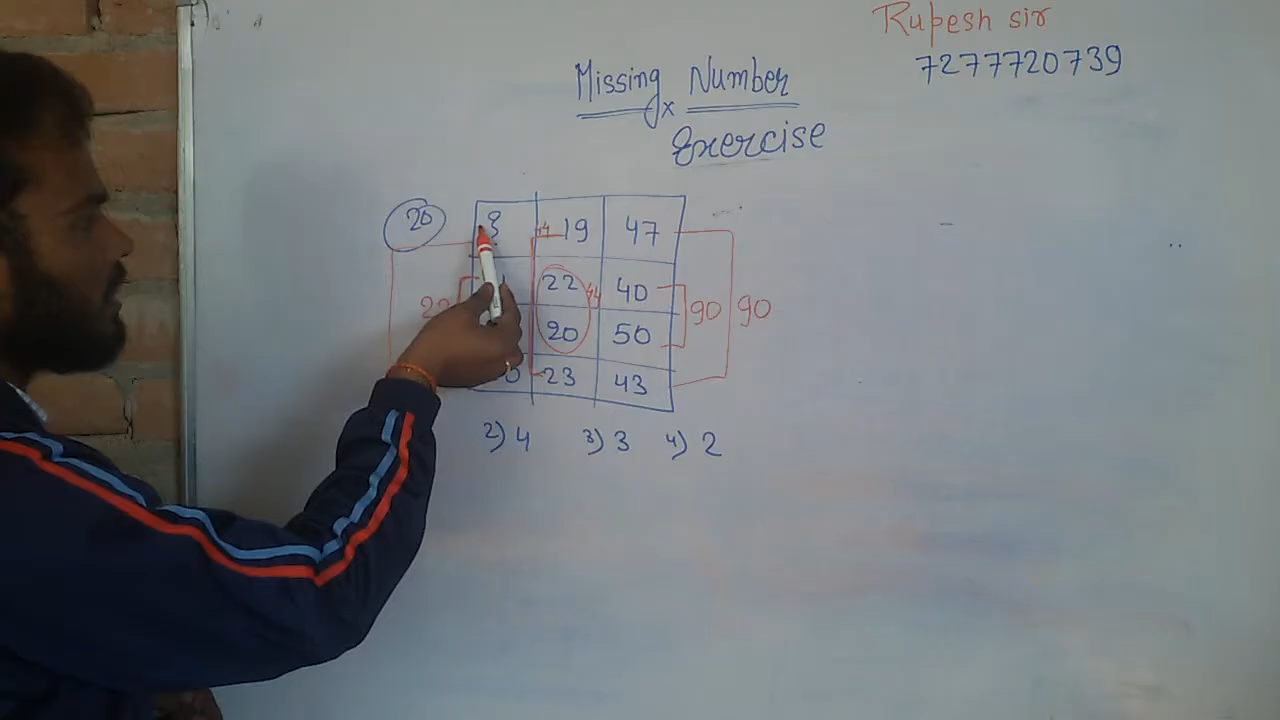 Rupesh sir
7277720739
Missing Number
Exercise
20
? 19 47
22 40
90 90
20 50
23 43
2) 4 3) 3 4) 2